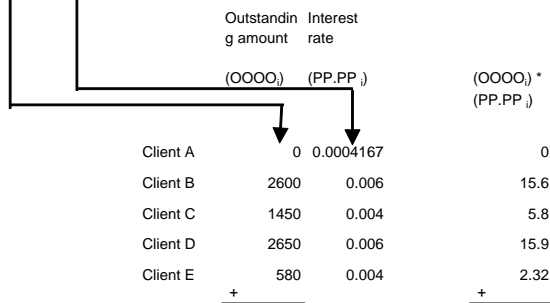 Outstandin Interest
g amount rate
(OOOOi) (PP.PP i) (OOOOi) *
(PP.PP i)
Client A 0 0.0004167 0
Client B 2600 0.006 15.6
Client C 1450 0.004 5.8
Client D 2650 0.006 15.9
Client E 580 0.004 2.32
+ +